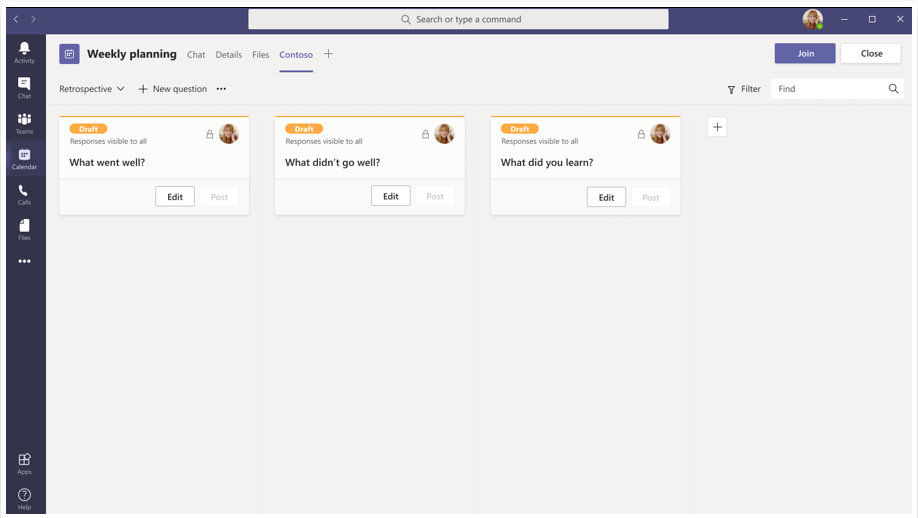 Search or type a command
Activity
Chat
Teams
Calendar
Calls
Files
Apps
Help
Weekly planning Chat Details Files Contoso
Join Close
Retrospective New question
Filter Find
Draft
Responses visible to all
What went well?
Edit Post
Draft
Responses visible to all
What didn't go well?
Edit Post
Draft
Responses visible to all
What did you learn?
Edit Post